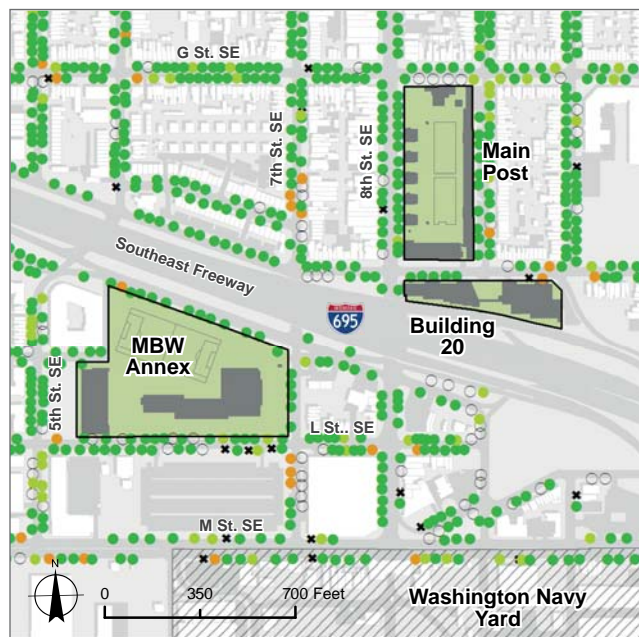 G St. SE
7th St. SE
8th St. SE
Main
Post
Southeast Freeway
INTERSTATE
695
Building
20
MBW
Annex
5th St. SE
L St.. SE
M St. SE
N
0 350 700 Feet
Washington Navy
Yard